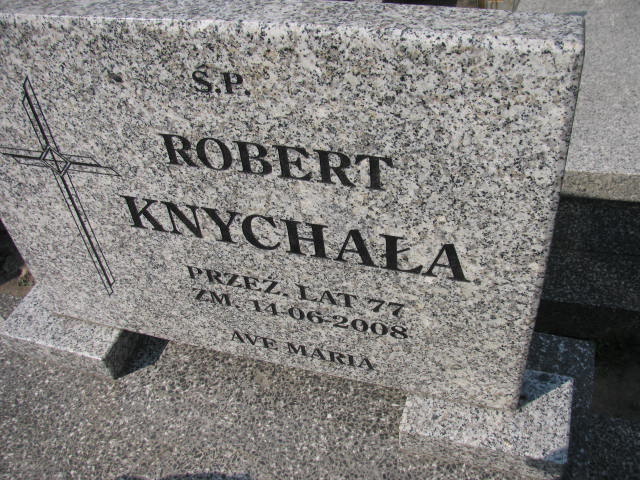 Ś.P.
ROBERT
KNYCHAŁA
PRZEŻ. LAT 77
ZM. 14-06-2008
AVE MARIA